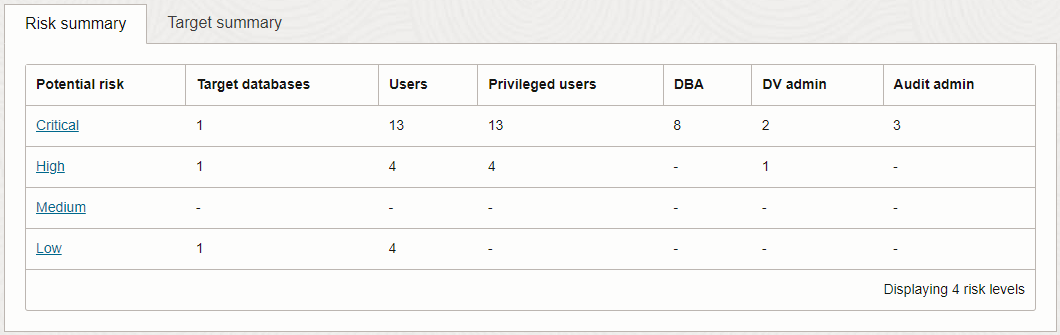 Risk summary Target summary
Potential risk Target databases Users Privileged users DBA DV admin Audit admin
Critical 1 13 13 8 2 3
High 1 4 4 - 1 -
Medium - - - - - -
Low 1 4 - - - -
Displaying 4 risk levels